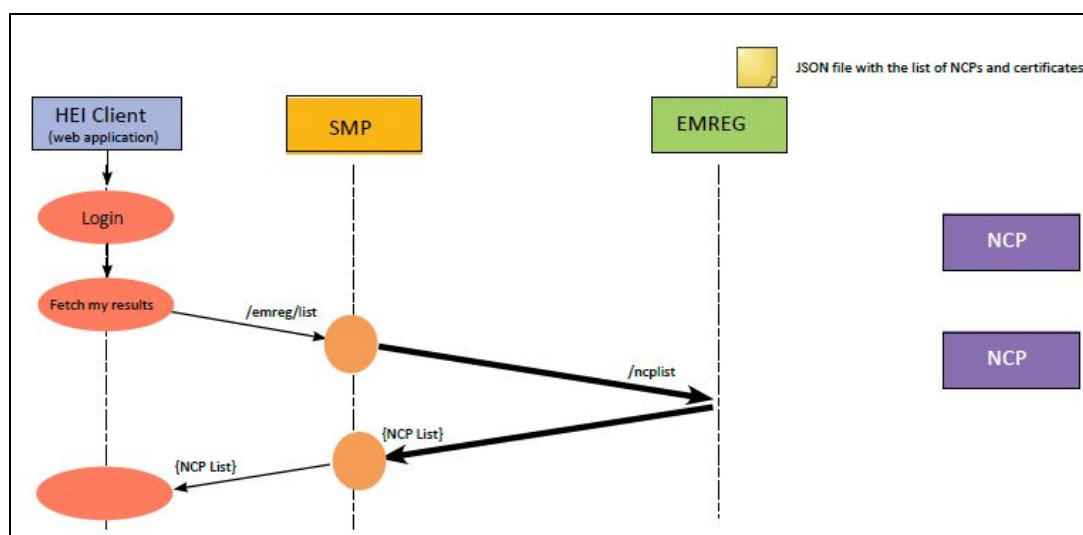 JSON file with the list of NCPs and certificates
HEI Client
(web application)
SMP
EMREG
Login
NCP
Fetch my results
/emreg/list
NCP
/ncplist
{NCP List}
{NCP List}